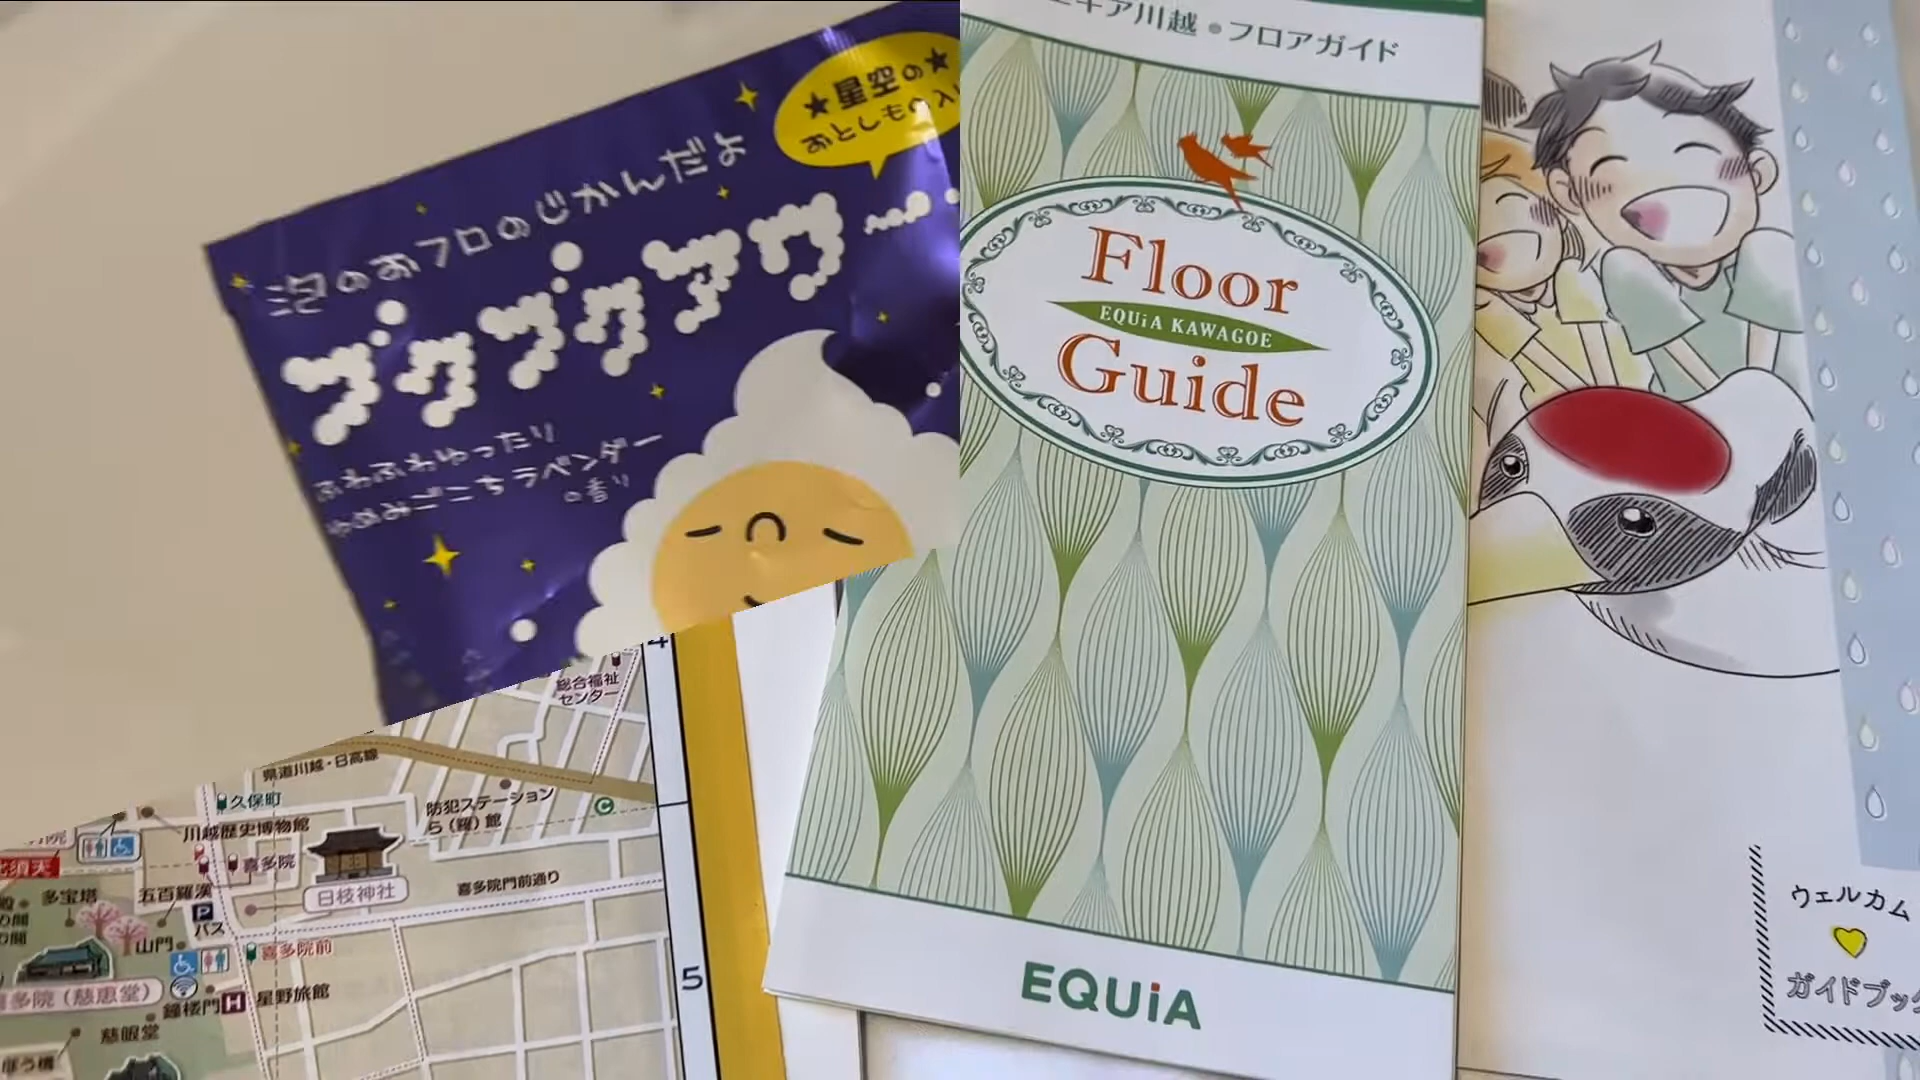 ★星空の★
おとしもの入
泡のおフロのじかんだよ
ブクブクアワー
ふわふわゆったり
ゆめみごこちラベンダー
の香り
エキア川越・フロアガイド
Floor
EQUiA KAWAGOE
Guide
EQUiA
ウェルカム
ガイドブック
4
総合福祉
センター
県道川越・日高線
久保町
防犯ステーション
ら(羅)館
川越歴史博物館
喜多院
日枝神社
多宝塔
五百羅漢
喜多院門前通り
P
バス
山門
喜多院前
多院(慈恵堂)
鐘楼門
H
星野旅館
慈眼堂
C
5